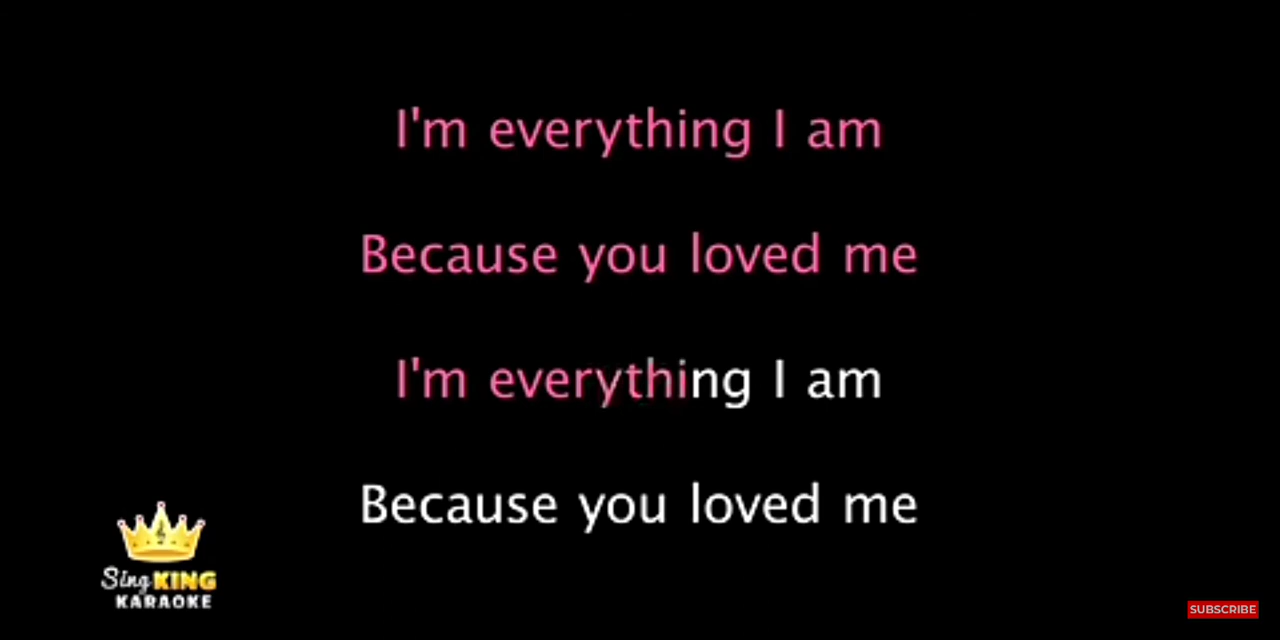 I'm everything I am
Because you loved me
I'm everything I am
Because you loved me
Sing KING
KARAOKE
SUBSCRIBE